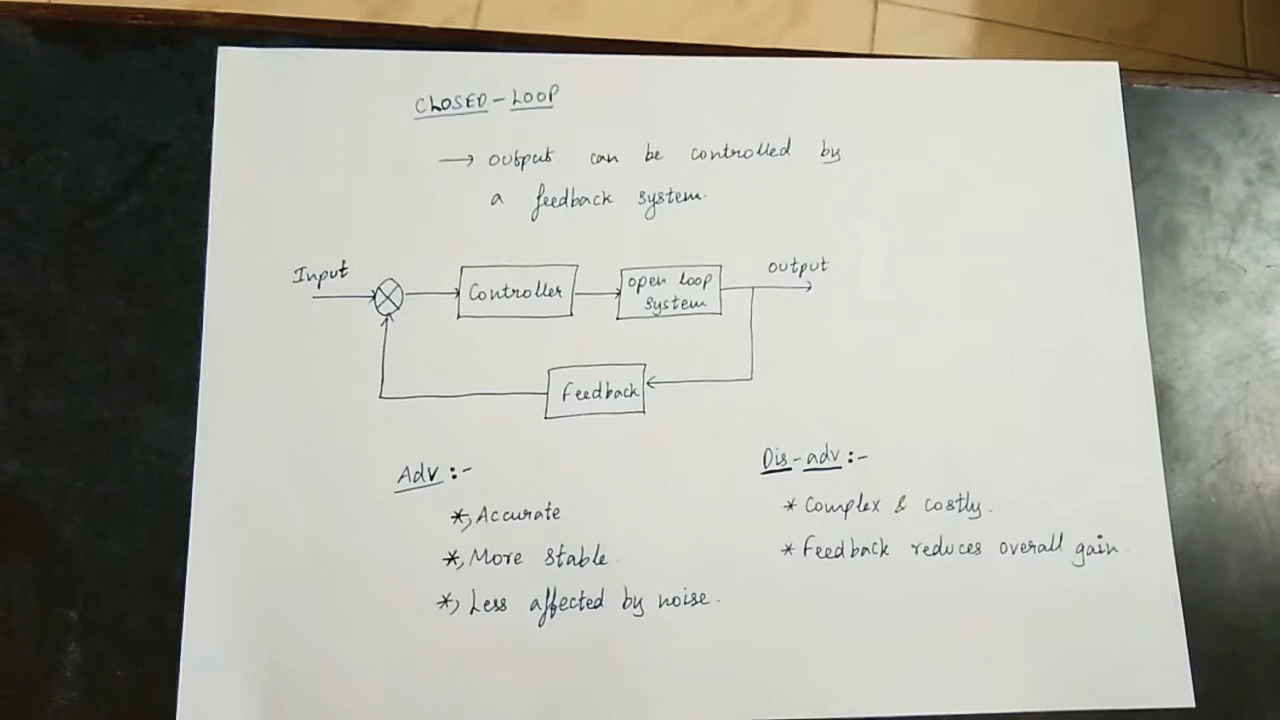 CLOSED-LOOP
→ output can be controlled by
a feedback system.
Input
Controller
open loop
system
output
Feedback
Adv :-
*, Accurate
*, More stable.
*, Less affected by noise.
Dis-adv :-
* Complex & costly.
* Feedback reduces overall gain